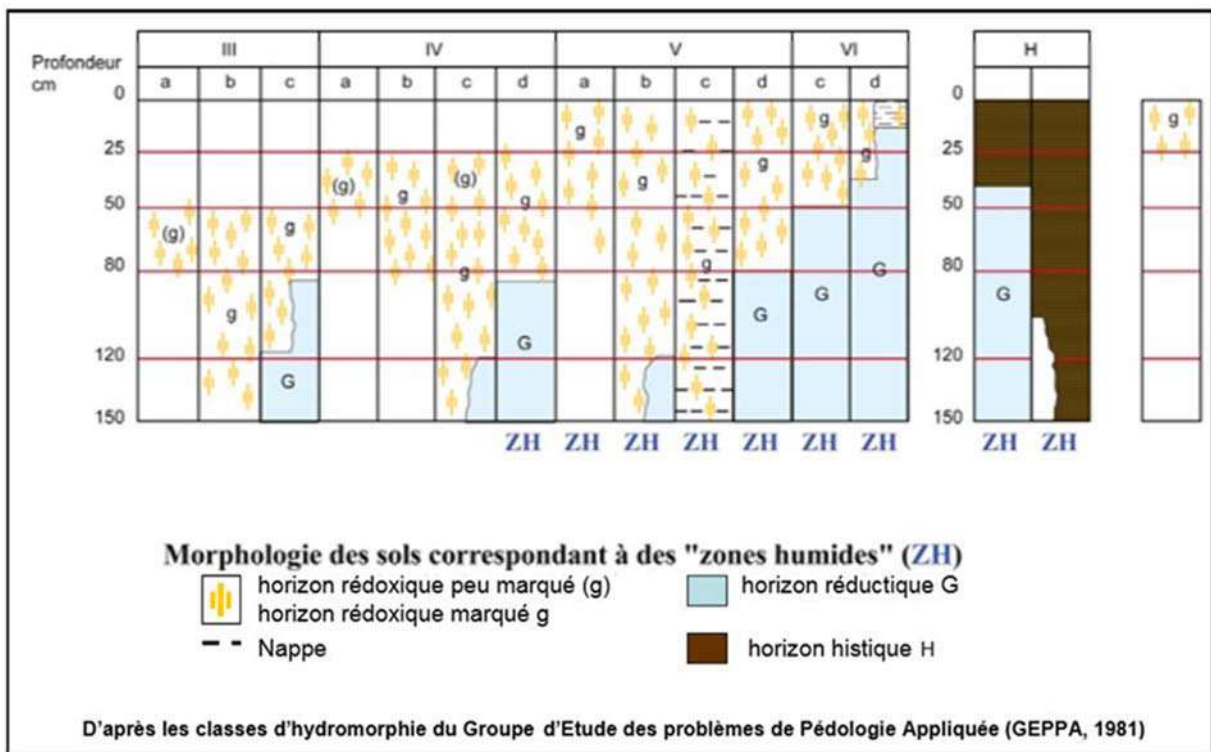 III IV V VI H
Profondeur
cm
a b c a b c d a b c d c d
0 0
g g g
(g) (g) g
25 25
(g) g g g
50 50
(g) g g
80 G 80
g g g G G G
120 G G 120
150 150
ZH ZH ZH ZH ZH ZH ZH ZH ZH
Morphologie des sols correspondant à des "zones humides" (ZH)
horizon rédoxique peu marqué (g)
horizon rédoxique marqué g
Nappe
horizon réductique G
horizon histique H
D'après les classes d'hydromorphie du Groupe d'Etude des problèmes de Pédologie Appliquée (GEPPA, 1981)